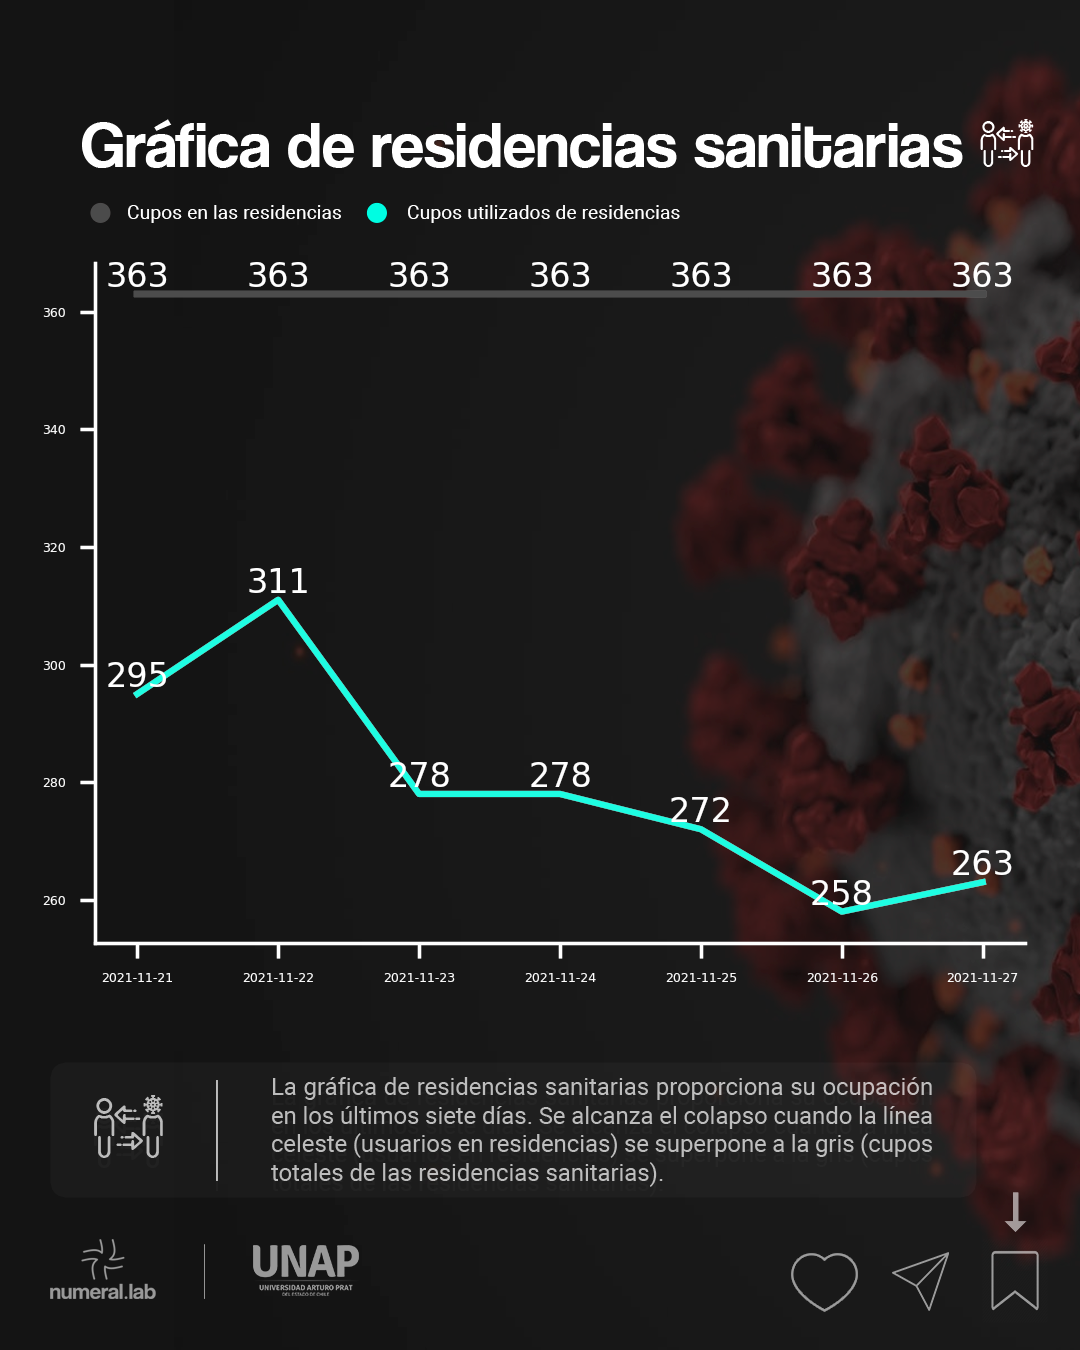 Gráfica de residencias sanitarias
Cupos en las residencias Cupos utilizados de residencias
363 363 363 363 363 363 363
360
340
320
311
300
295
280
278 278
272
263
258
260
2021-11-21 2021-11-22 2021-11-23 2021-11-24 2021-11-25 2021-11-26 2021-11-27
La gráfica de residencias sanitarias proporciona su ocupación
en los últimos siete días. Se alcanza el colapso cuando la línea
celeste (usuarios en residencias) se superpone a la gris (cupos
totales de las residencias sanitarias).
numeral.lab
UNAP
UNIVERSIDAD ARTURO PRAT
DEL ESTADO DE CHILE